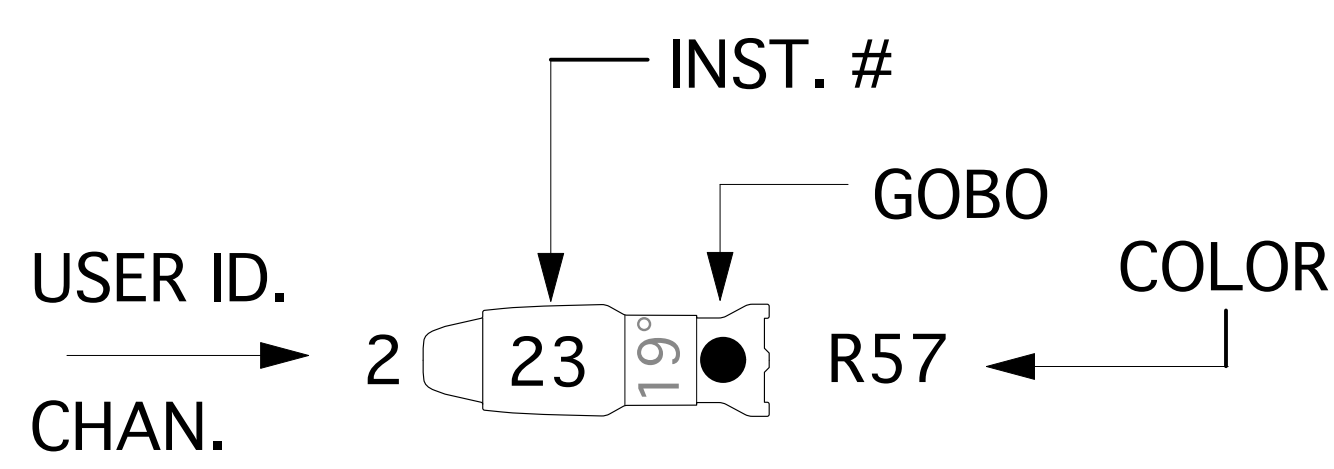 INST. #
GOBO
COLOR
USER ID.
CHAN.
2
23
19°
R57